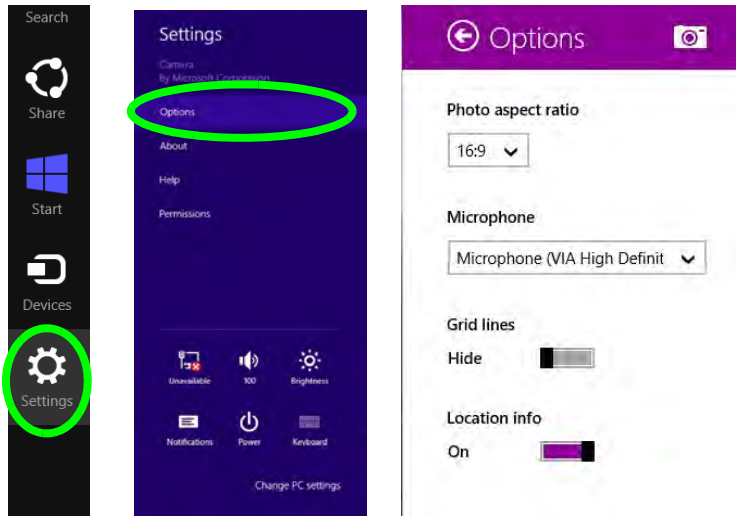 Search
Share
Start
Devices
Settings
Settings
Camera
By Microsoft Corporation
Options
About
Help
Permissions
Unavailable
100
Brightness
Notifications
Power
Keyboard
Change PC settings
Options
Photo aspect ratio
16:9
Microphone
Microphone (VIA High Definit
Grid lines
Hide
Location info
On